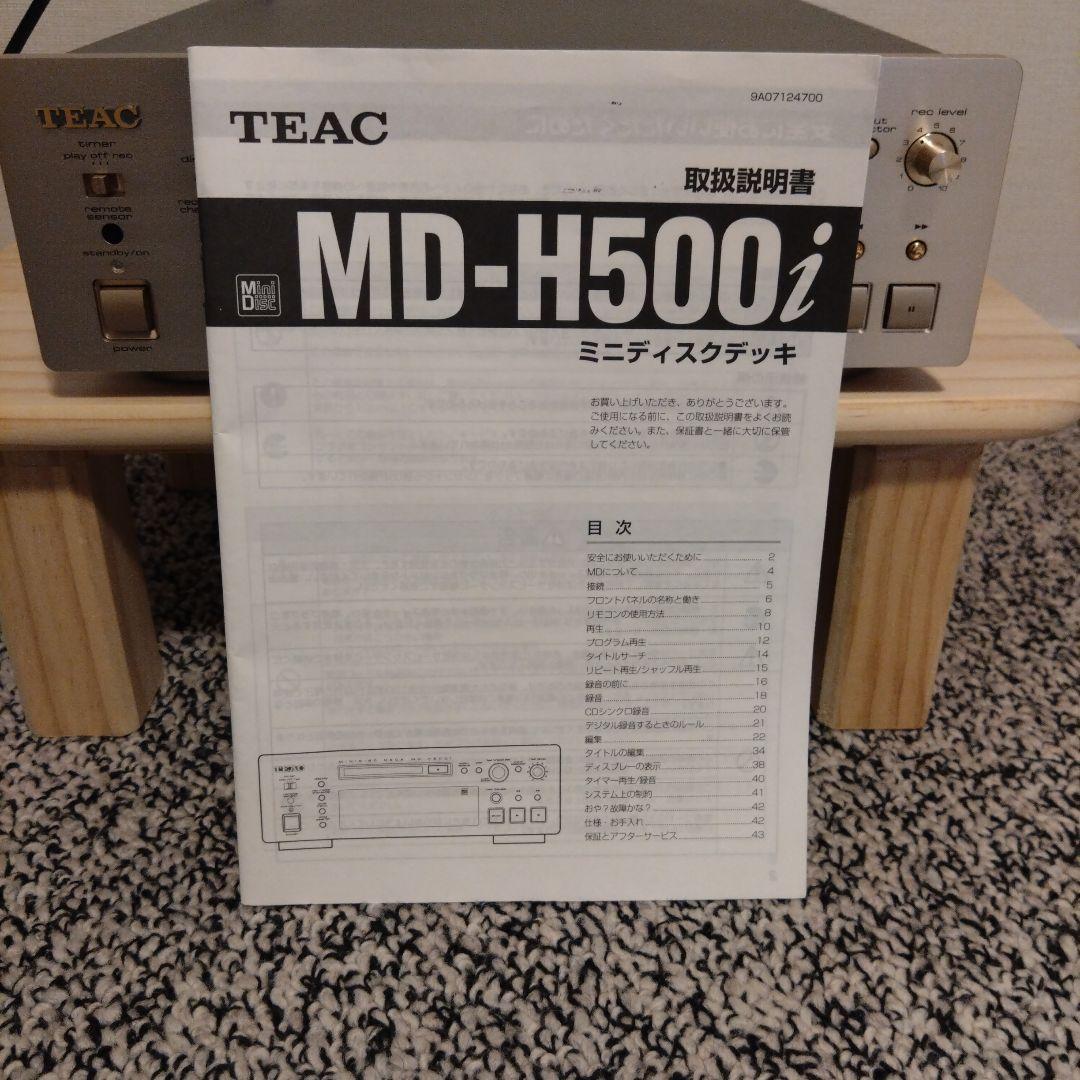 TEAC
timer
play off rec
remote
sensor
standby/on
power
rec level
4 5 6
3 7
2 8
1 9
0 10
9A07124700
TEAC
取扱説明書
Mini
Disc
MD-H500i
ミニディスクデッキ
お買い上げいただき、ありがとうございます。
ご使用になる前に、この取扱説明書をよくお読
みください。また、保証書と一緒に大切に保管
してください。
目 次
安全にお使いいただくために 2
MDについて 4
接続 5
フロントパネルの名称と働き 6
リモコンの使用方法 8
再生 10
プログラム再生 12
タイトルサーチ 14
リピート再生/シャッフル再生 15
録音の前に 16
録音 18
CDシンクロ録音 20
デジタル録音するときのルール 21
編集 22
タイトルの編集 34
ディスプレーの表示 38
タイマー再生/録音 40
システム上の制約 41
おや？故障かな？ 42
仕様・お手入れ 42
保証とアフターサービス 43
TEAC